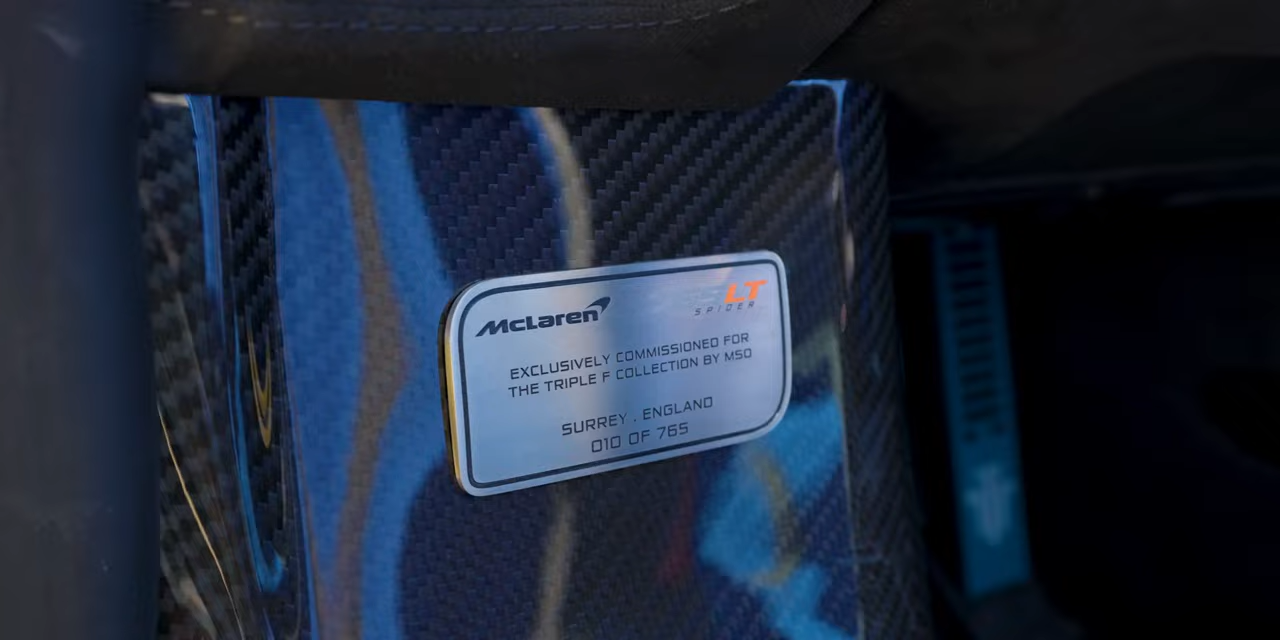 McLaren
LT
SPIDER
EXCLUSIVELY COMMISSIONED FOR
THE TRIPLE F COLLECTION BY MSO
SURREY . ENGLAND
010 OF 765